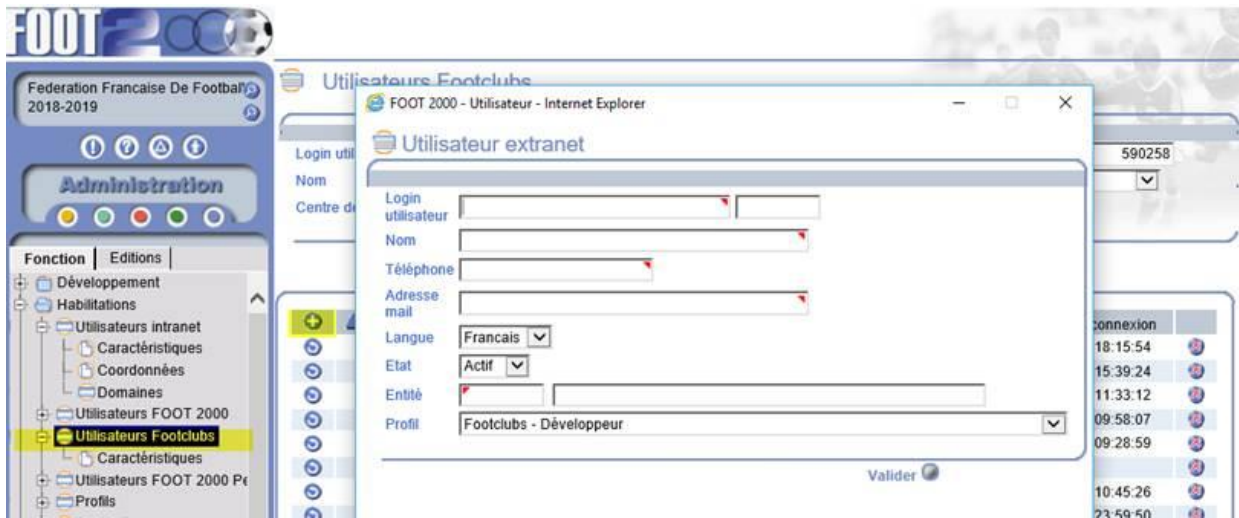 FOOT 2000
Federation Francaise De Football
2018-2019
Administration
Fonction
Editions
Développement
Habilitations
Utilisateurs intranet
Caractéristiques
Coordonnées
Domaines
Utilisateurs FOOT 2000
Utilisateurs Footclubs
Caractéristiques
Utilisateurs FOOT 2000 Pe
Profils
Utilisateurs Footclubs
Login util
590258
Nom
Centre de
connexion
18:15:54
15:39:24
11:33:12
09:58:07
09:28:59
10:45:26
23:59:50
FOOT 2000 - Utilisateur - Internet Explorer
Utilisateur extranet
Login
utilisateur
Nom
Téléphone
Adresse
mail
Langue Francais
Etat Actif
Entité
Profil Footclubs - Développeur
Valider